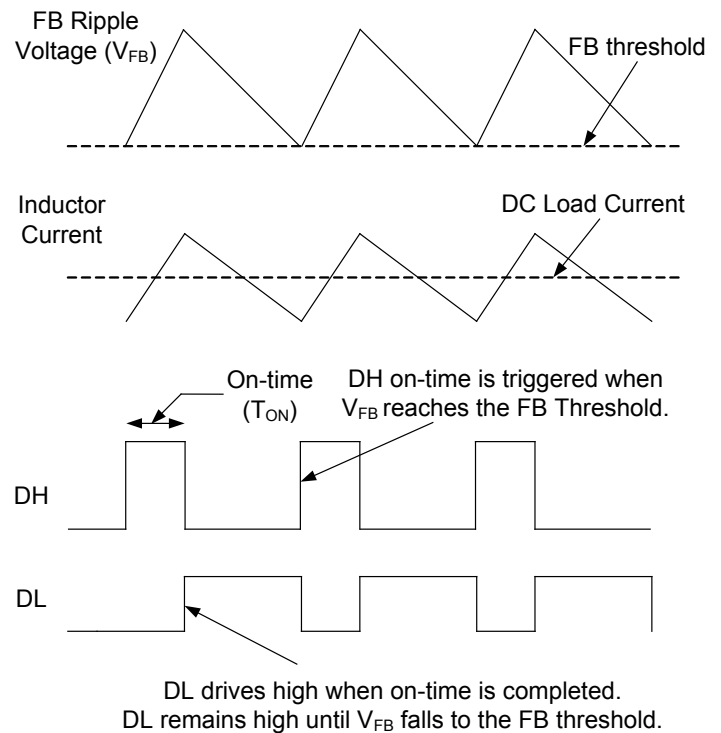 FB Ripple
Voltage (VFB)
FB threshold
Inductor
Current
DC Load Current
On-time
(TON)
DH on-time is triggered when
VFB reaches the FB Threshold.
DH
DL
DL drives high when on-time is completed.
DL remains high until VFB falls to the FB threshold.